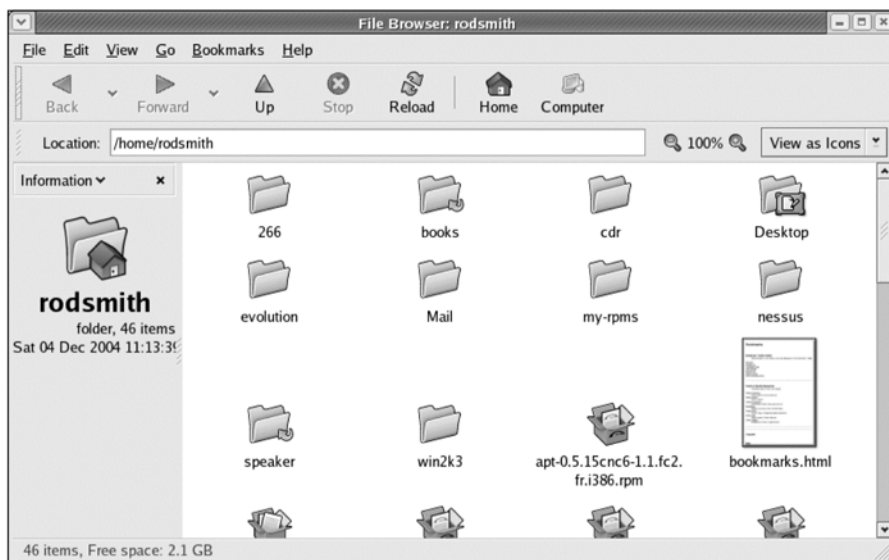 File Browser: rodsmith
File Edit View Go Bookmarks Help
Back Forward Up Stop Reload Home Computer
Location: /home/rodsmith 100% View as Icons
Information
rodsmith
folder, 46 items
Sat 04 Dec 2004 11:13:39
266 books cdr Desktop
evolution Mail my-rpms nessus
speaker win2k3 apt-0.5.15cnc6-1.1.fc2. bookmarks.html
fr.i386.rpm
46 items, Free space: 2.1 GB